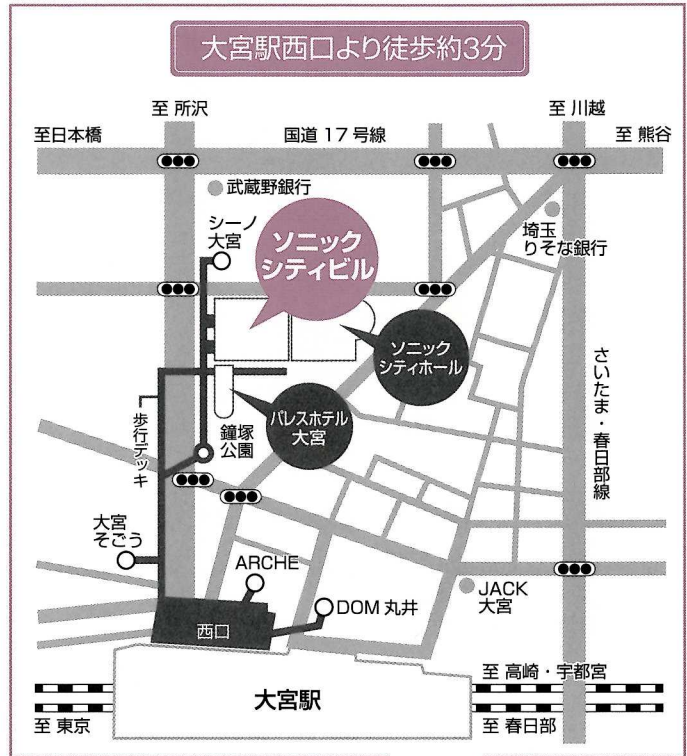 大宮駅西口より徒歩約3分
至 所沢
至 川越
至日本橋
国道 17 号線
至 熊谷
武蔵野銀行
シーノ
大宮
ソニック
シティビル
埼玉
りそな銀行
ソニック
シティホール
さいたま・春日部線
パレスホテル
大宮
歩行デッキ
鐘塚
公園
大宮
そごう
ARCHE
DOM 丸井
JACK
大宮
西口
大宮駅
至 高崎・宇都宮
至 東京
至 春日部